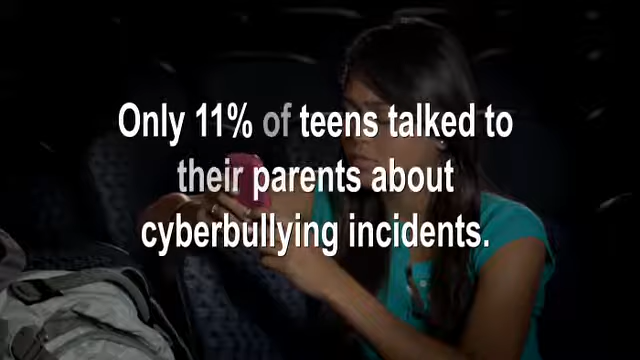 Only 11% of teens talked to
their parents about
cyberbullying incidents.